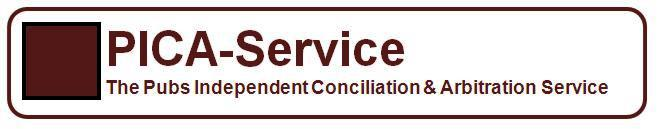 PICA-Service
The Pubs Independent Conciliation & Arbitration Service